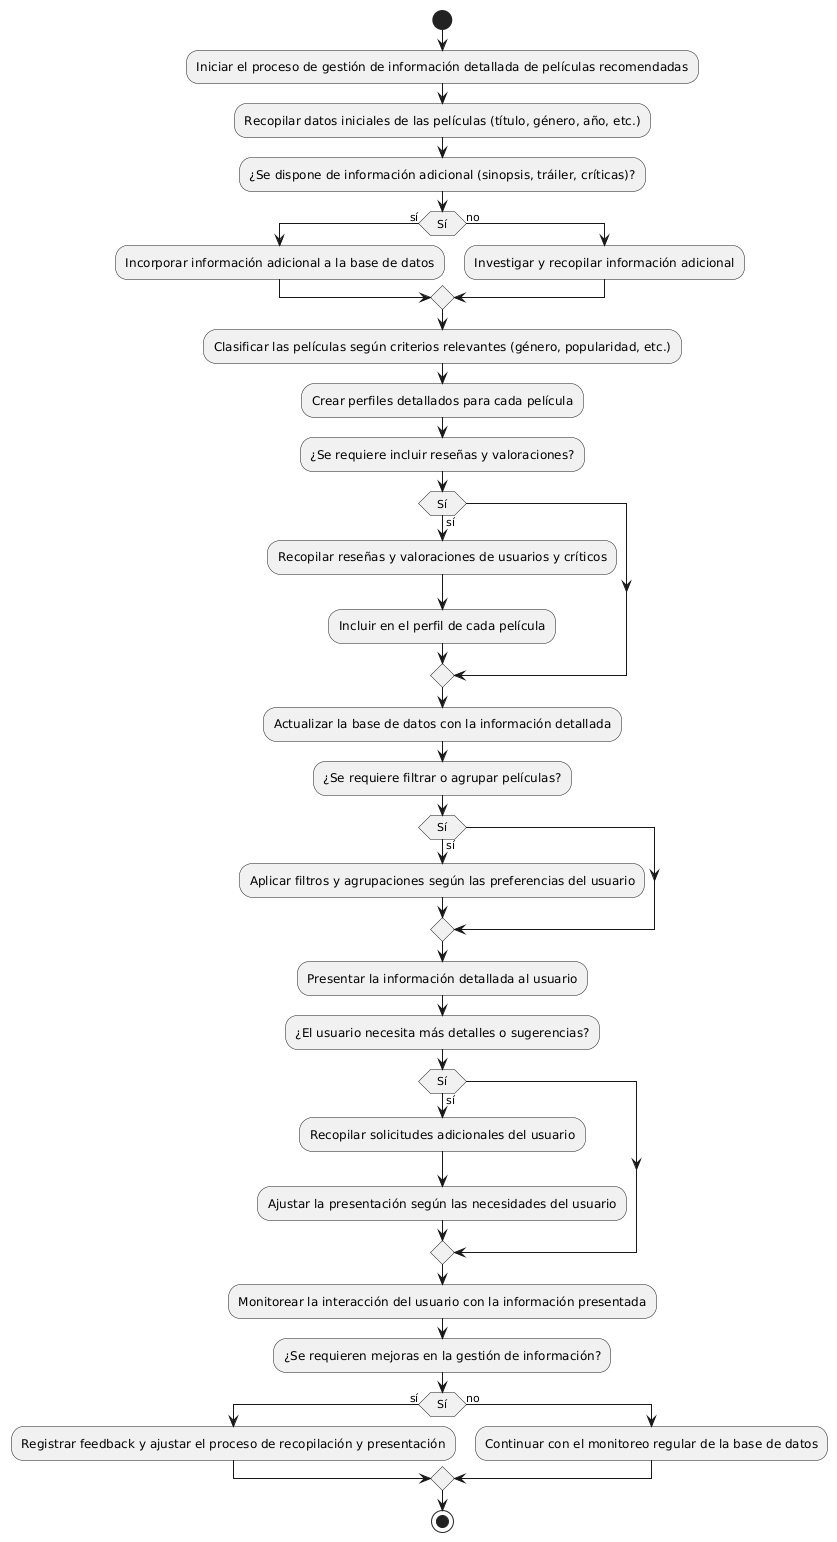 Iniciar el proceso de gestión de información detallada de películas recomendadas
Recopilar datos iniciales de las películas (título, género, año, etc.)
¿Se dispone de información adicional (sinopsis, tráiler, críticas)?
sí
Sí
no
Incorporar información adicional a la base de datos
Investigar y recopilar información adicional
Clasificar las películas según criterios relevantes (género, popularidad, etc.)
Crear perfiles detallados para cada película
¿Se requiere incluir reseñas y valoraciones?
Sí
sí
Recopilar reseñas y valoraciones de usuarios y críticos
Incluir en el perfil de cada película
Actualizar la base de datos con la información detallada
¿Se requiere filtrar o agrupar películas?
Sí
sí
Aplicar filtros y agrupaciones según las preferencias del usuario
Presentar la información detallada al usuario
¿El usuario necesita más detalles o sugerencias?
Sí
sí
Recopilar solicitudes adicionales del usuario
Ajustar la presentación según las necesidades del usuario
Monitorear la interacción del usuario con la información presentada
¿Se requieren mejoras en la gestión de información?
sí
Sí
no
Registrar feedback y ajustar el proceso de recopilación y presentación
Continuar con el monitoreo regular de la base de datos